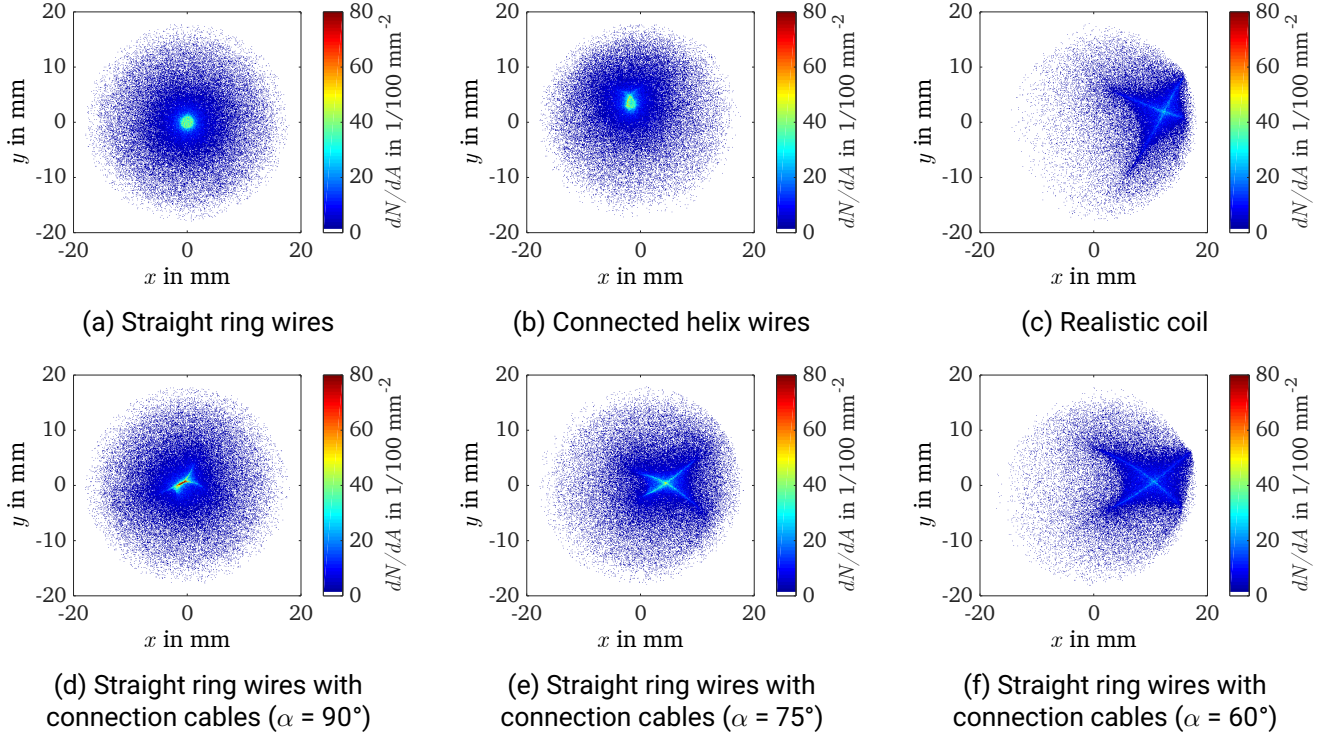 20
10
0
-10
-20
-20 0 20
y in mm
x in mm
80
60
40
20
0
dN/dA in 1/100 mm⁻²
(a) Straight ring wires
20
10
0
-10
-20
-20 0 20
y in mm
x in mm
80
60
40
20
0
dN/dA in 1/100 mm⁻²
(b) Connected helix wires
20
10
0
-10
-20
-20 0 20
y in mm
x in mm
80
60
40
20
0
dN/dA in 1/100 mm⁻²
(c) Realistic coil
20
10
0
-10
-20
-20 0 20
y in mm
x in mm
80
60
40
20
0
dN/dA in 1/100 mm⁻²
(d) Straight ring wires with
connection cables (α = 90°)
20
10
0
-10
-20
-20 0 20
y in mm
x in mm
80
60
40
20
0
dN/dA in 1/100 mm⁻²
(e) Straight ring wires with
connection cables (α = 75°)
20
10
0
-10
-20
-20 0 20
y in mm
x in mm
80
60
40
20
0
dN/dA in 1/100 mm⁻²
(f) Straight ring wires with
connection cables (α = 60°)